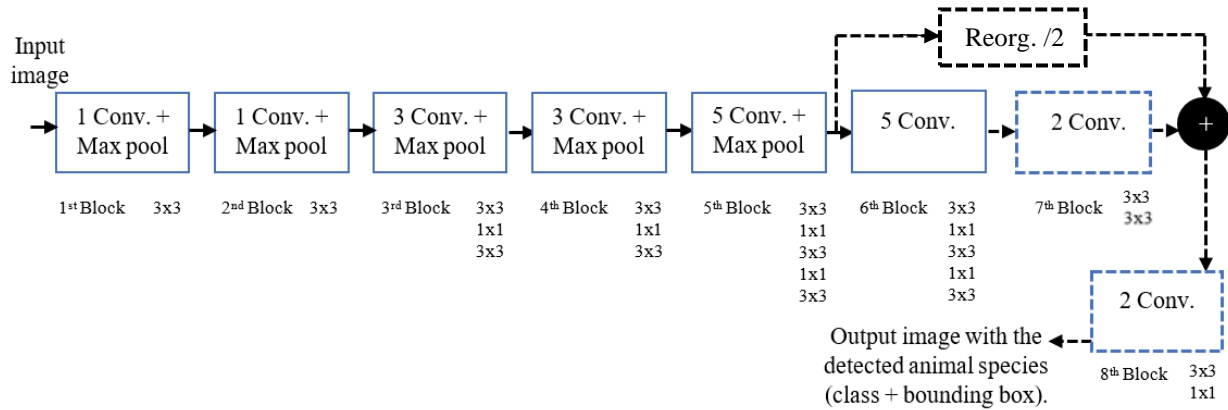 Input
image
Reorg. /2
1 Conv. +
Max pool
1 Conv. +
Max pool
3 Conv. +
Max pool
3 Conv. +
Max pool
5 Conv. +
Max pool
5 Conv.
2 Conv.
+
1st Block 3x3
2nd Block 3x3
3rd Block 3x3
1x1
3x3
4th Block 3x3
1x1
3x3
5th Block 3x3
1x1
3x3
1x1
3x3
6th Block 3x3
1x1
3x3
1x1
3x3
7th Block 3x3
3x3
2 Conv.
8th Block 3x3
1x1
Output image with the
detected animal species
(class + bounding box).